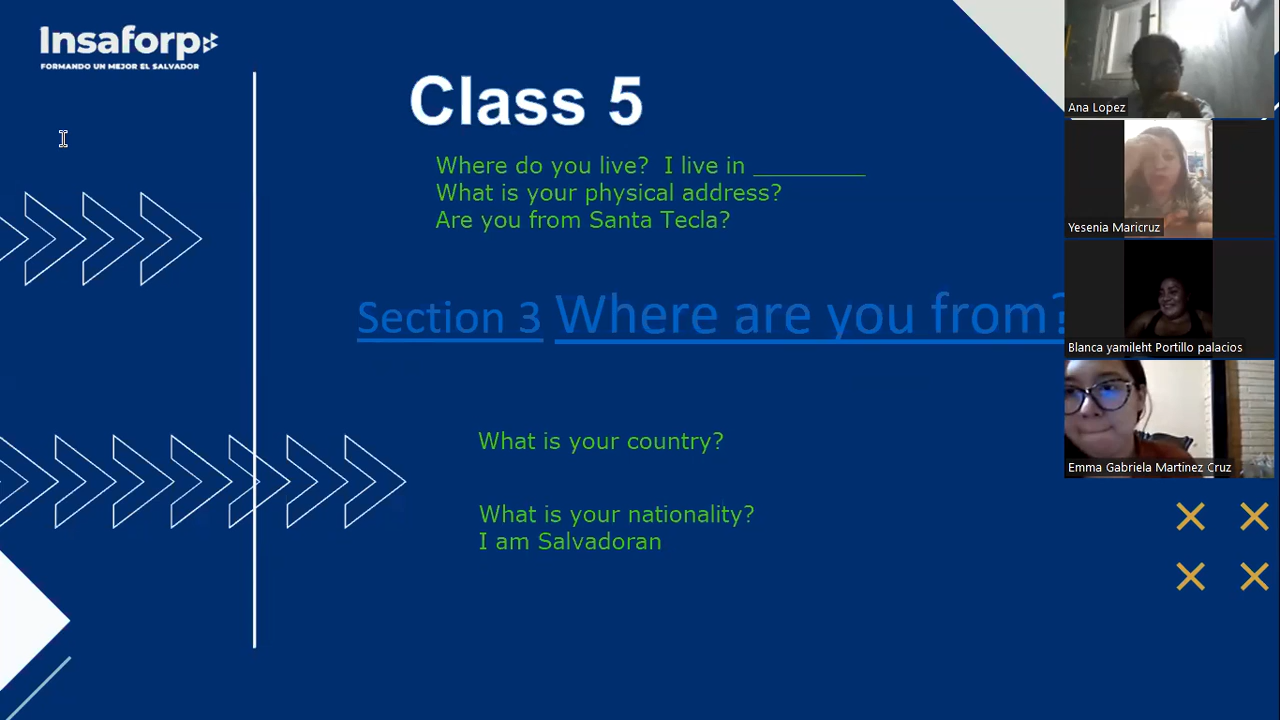 Insaforp
FORMANDO UN MEJOR EL SALVADOR
Class 5
Where do you live?  I live in ________
What is your physical address?
Are you from Santa Tecla?
Section 3 Where are you from?
What is your country?
What is your nationality?
I am Salvadoran
Ana Lopez
Yesenia Maricruz
Blanca yamileht Portillo palacios
Emma Gabriela Martinez Cruz